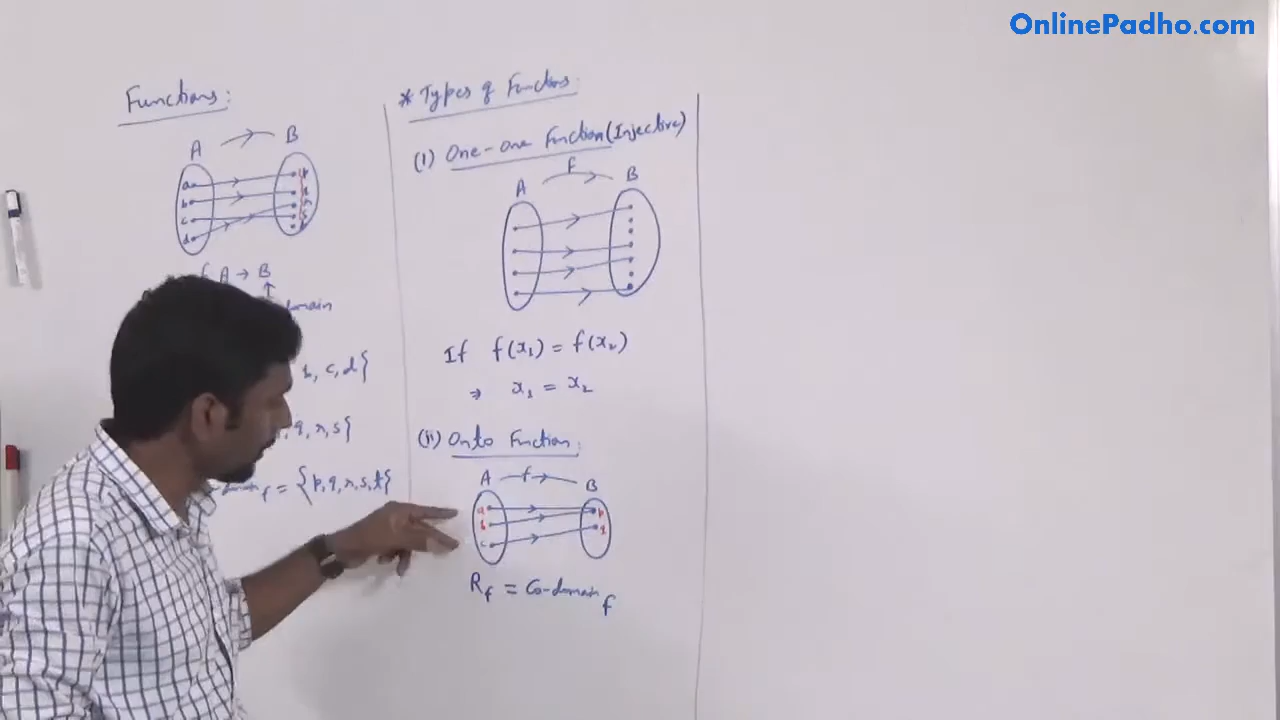 OnlinePadho.com
Functions:
A B
a p
b q
c r
d s
A → B
domain
b, c, d}
q, r, s}
f = {p, q, r, s, t}
* Types of Functions:
(i) One-one Function (Injective)
f
A B
If f(x₁) = f(x₂)
⇒ x₁ = x₂
(ii) Onto Function:
A f B
a p
b q
c
R_f = Co-domain_f